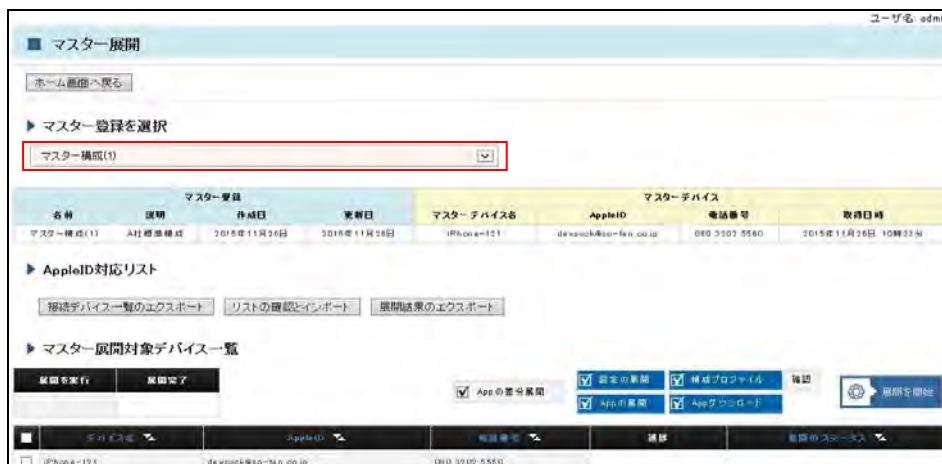 ユーザ名 admi
マスター展開
ホーム画面へ戻る
マスター登録を選択
マスター構成(1)
マスター登録 マスターデバイス
名前 説明 作成日 更新日 マスターデバイス名 AppleID 電話番号 取得日時
マスター構成(1) A社標準構成 2015年11月26日 2015年11月26日 iPhone-121 080 3202 5560 2015年11月26日 10時22分
AppleID対応リスト
接続デバイス一覧のエクスポート リストの確認とインポート 展開結果のエクスポート
マスター展開対象デバイス一覧
展開を実行 展開完了
Appの差分展開 設定の展開 構成プロファイル 確認
Appの展開 Appダウンロード 展開を開始
デバイス名 AppleID 電話番号 進捗 展開のステータス
iPhone-121 080 3202 5560